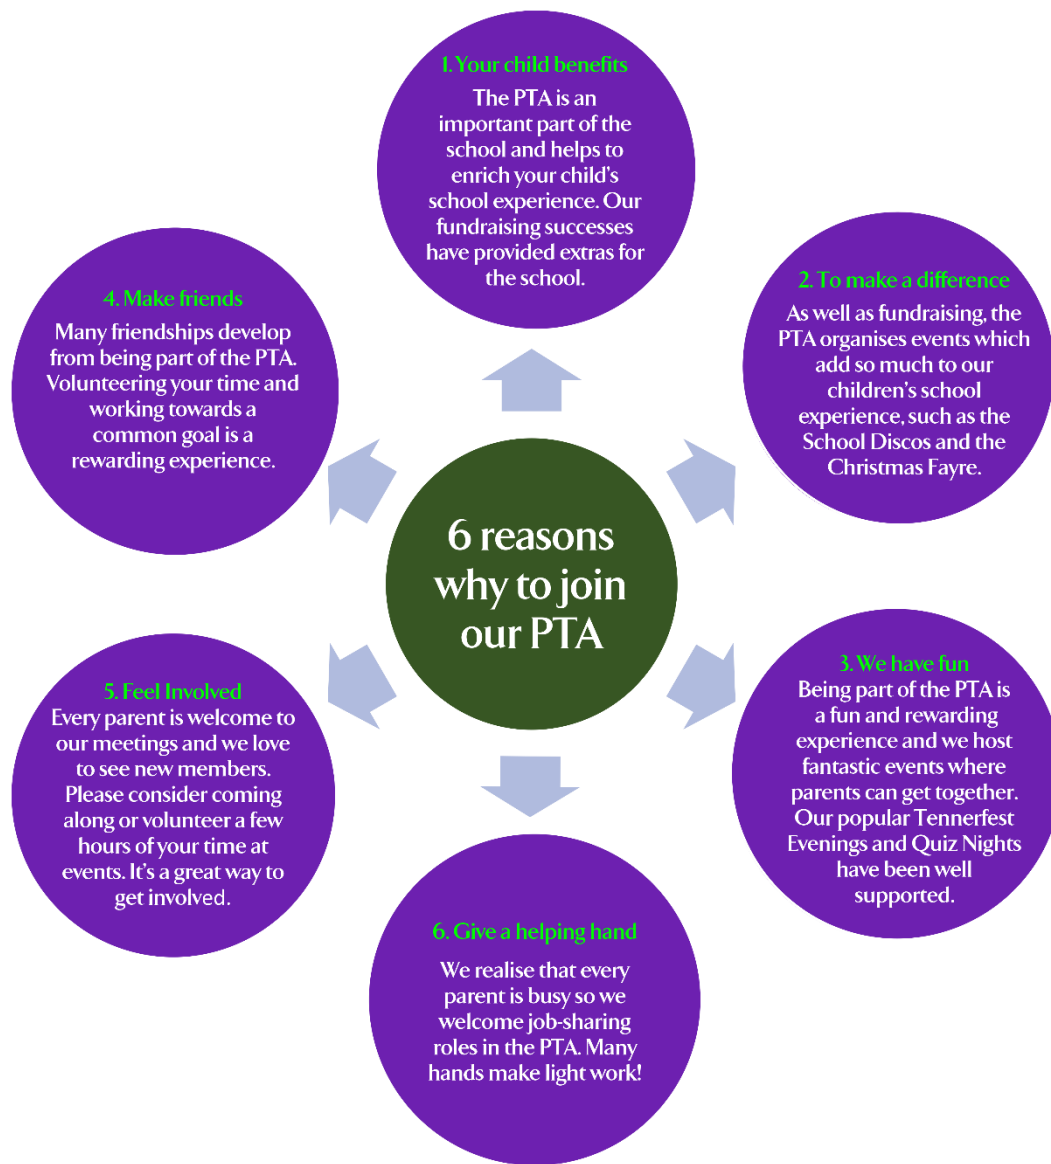 6 reasons
why to join
our PTA
1. Your child benefits
The PTA is an
important part of the
school and helps to
enrich your child's
school experience. Our
fundraising successes
have provided extras for
the school.
2. To make a difference
As well as fundraising, the
PTA organises events which
add so much to our
children's school
experience, such as the
School Discos and the
Christmas Fayre.
3. We have fun
Being part of the PTA is
a fun and rewarding
experience and we host
fantastic events where
parents can get together.
Our popular Tennerfest
Evenings and Quiz Nights
have been well
supported.
4. Make friends
Many friendships develop
from being part of the PTA.
Volunteering your time and
working towards a
common goal is a
rewarding experience.
5. Feel Involved
Every parent is welcome to
our meetings and we love
to see new members.
Please consider coming
along or volunteer a few
hours of your time at
events. It's a great way to
get involved.
6. Give a helping hand
We realise that every
parent is busy so we
welcome job-sharing
roles in the PTA. Many
hands make light work!